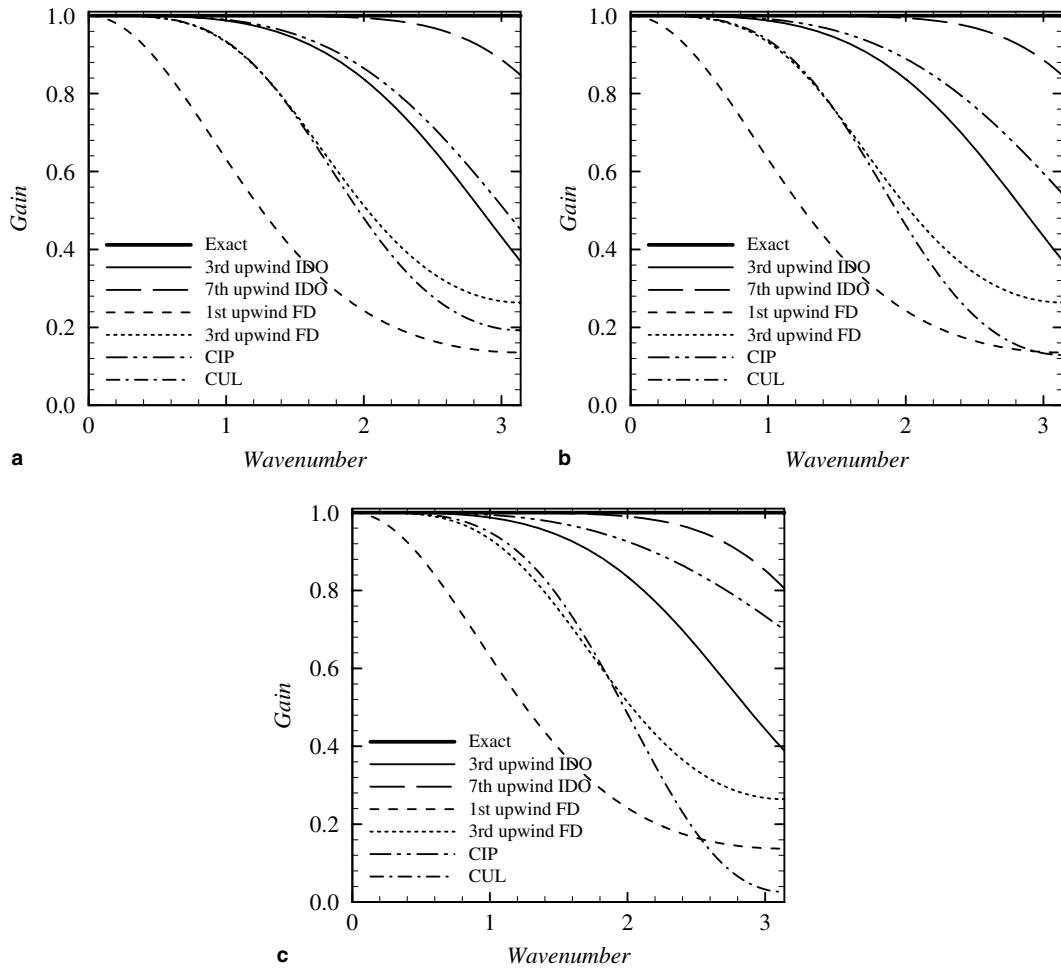 1.0
0.8
0.6
0.4
0.2
0.0
Gain
Exact
3rd upwind IDO
7th upwind IDO
1st upwind FD
3rd upwind FD
CIP
CUL
0
1
2
3
Wavenumber
a
1.0
0.8
0.6
0.4
0.2
0.0
Gain
Exact
3rd upwind IDO
7th upwind IDO
1st upwind FD
3rd upwind FD
CIP
CUL
0
1
2
3
Wavenumber
b
1.0
0.8
0.6
0.4
0.2
0.0
Gain
Exact
3rd upwind IDO
7th upwind IDO
1st upwind FD
3rd upwind FD
CIP
CUL
0
1
2
3
Wavenumber
c